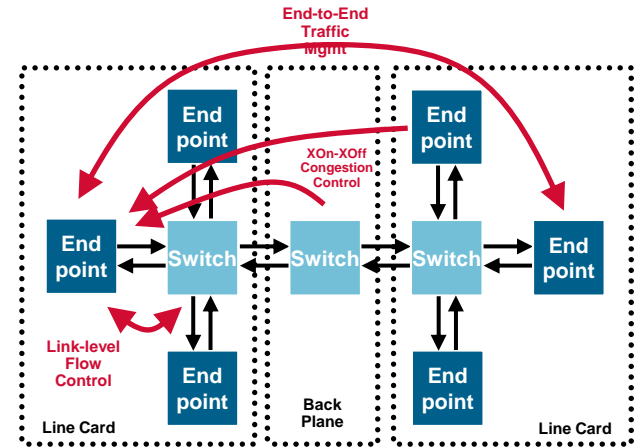 End-to-End
Traffic
Mgmt
End
point
End
point
XOn-XOff
Congestion
Control
End
point
Switch
Switch
Switch
End
point
Link-level
Flow
Control
End
point
End
point
Line Card
Back
Plane
Line Card